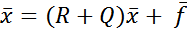 x̄ = (R + Q)x̄ + f̄